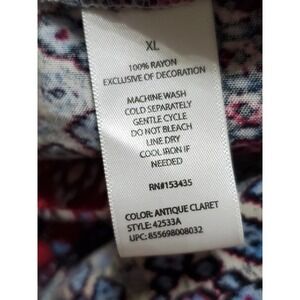 XL
100% RAYON
EXCLUSIVE OF DECORATION
MACHINE WASH
COLD SEPARATELY
GENTLE CYCLE
DO NOT BLEACH
LINE DRY
COOL IRON IF
NEEDED
RN#153435
COLOR: ANTIQUE CLARET
STYLE: 42533A
UPC: 855698008032